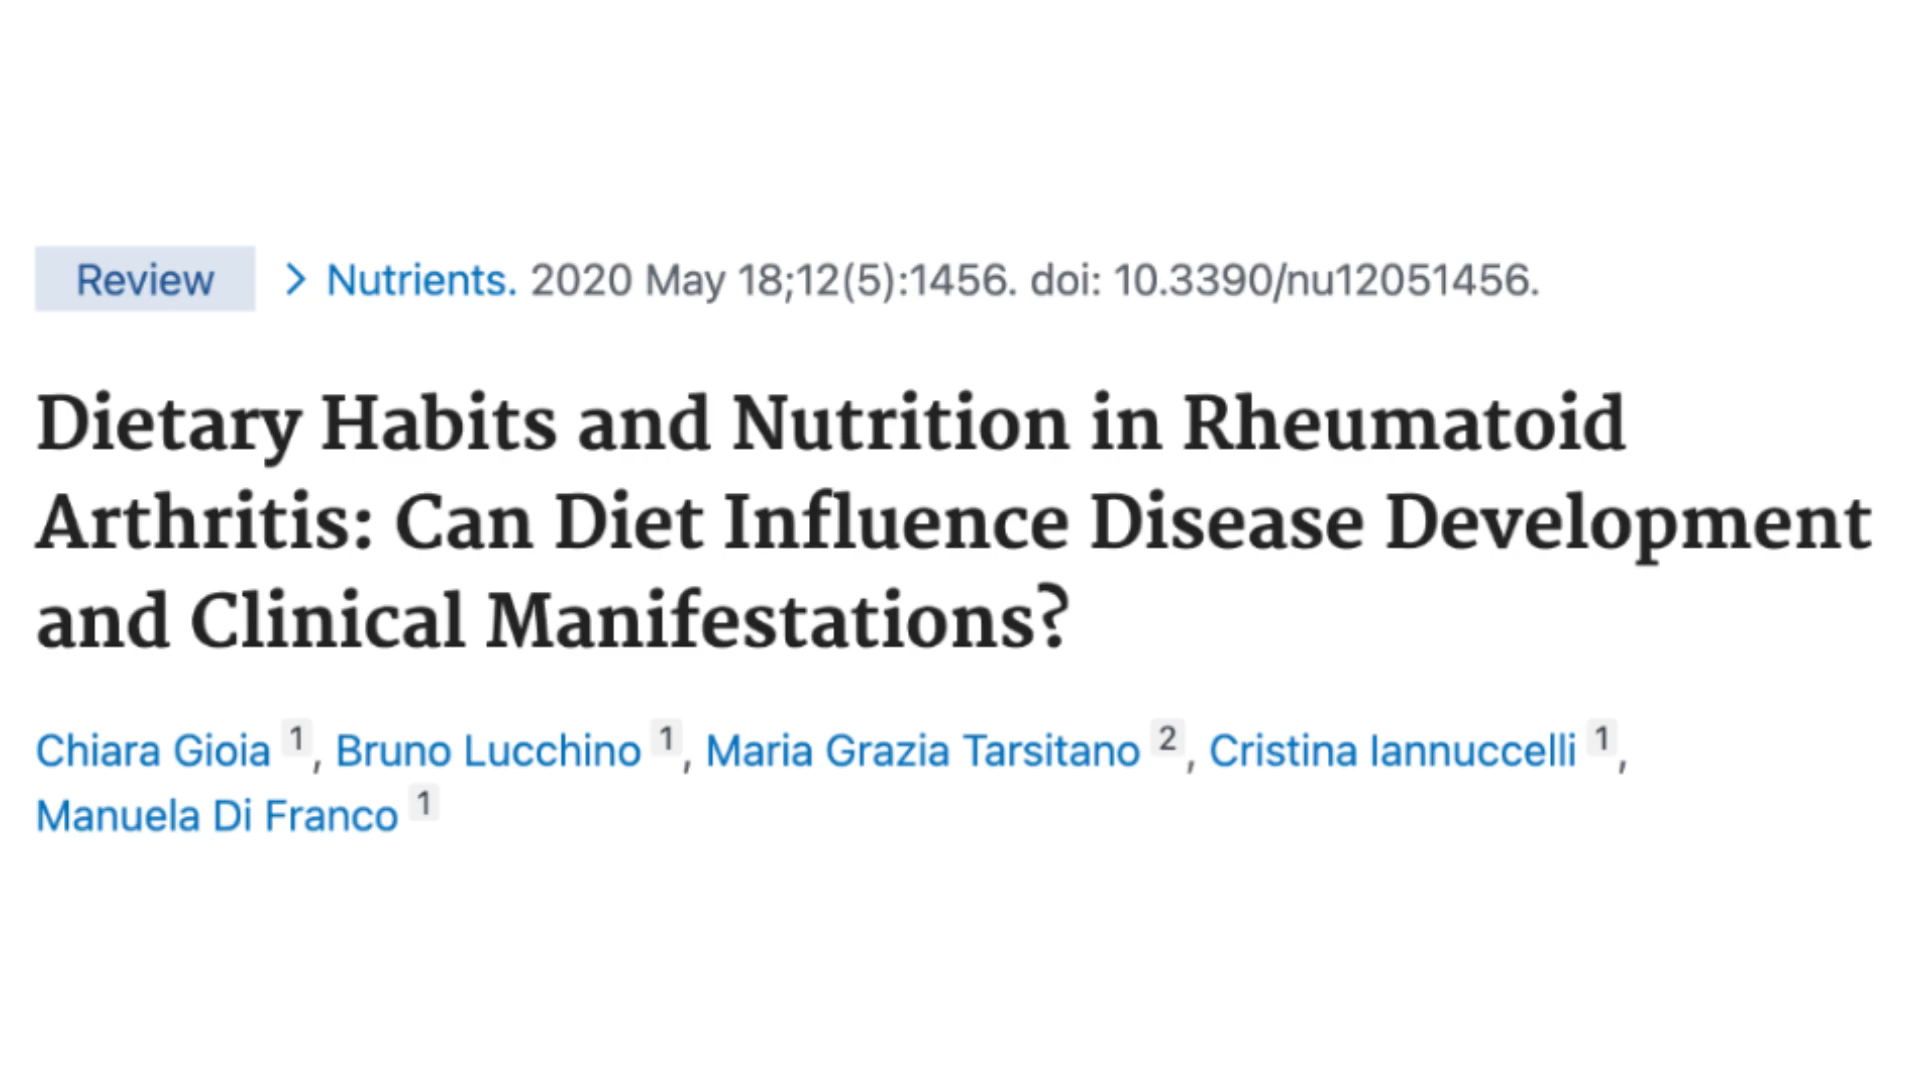 Review > Nutrients. 2020 May 18;12(5):1456. doi: 10.3390/nu12051456.
Dietary Habits and Nutrition in Rheumatoid
Arthritis: Can Diet Influence Disease Development
and Clinical Manifestations?
Chiara Gioia 1, Bruno Lucchino 1, Maria Grazia Tarsitano 2, Cristina Iannuccelli 1,
Manuela Di Franco 1